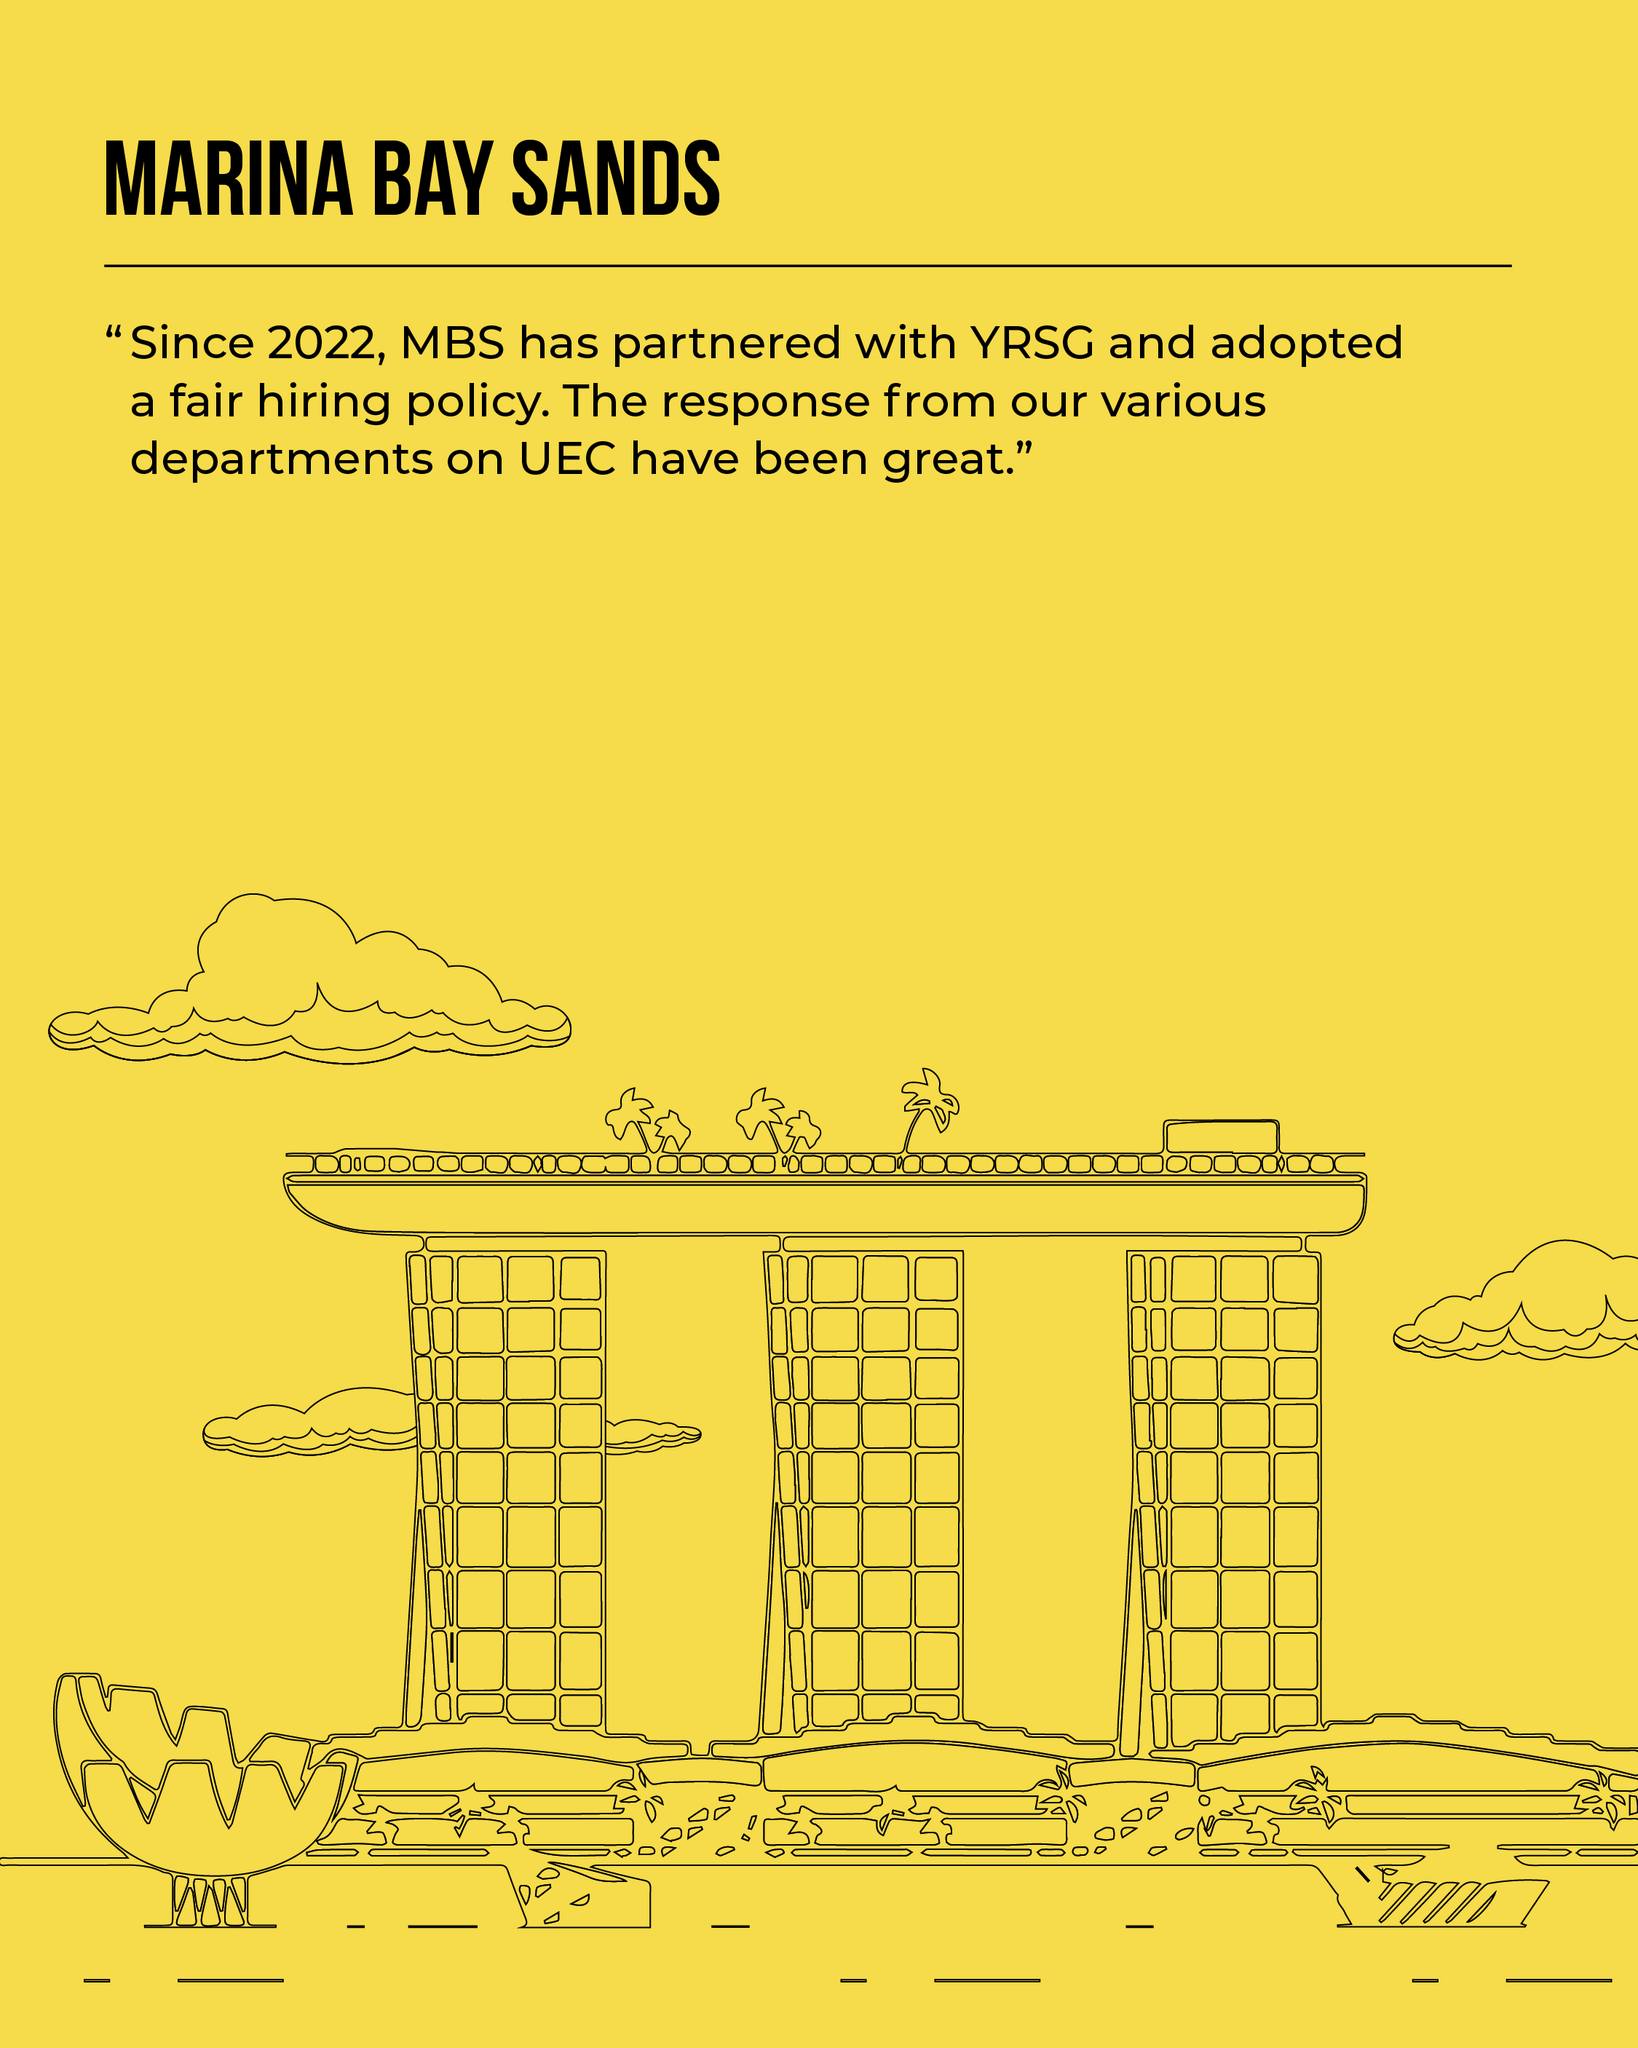 MARINA BAY SANDS
“Since 2022, MBS has partnered with YRSG and adopted
a fair hiring policy. The response from our various
departments on UEC have been great.”